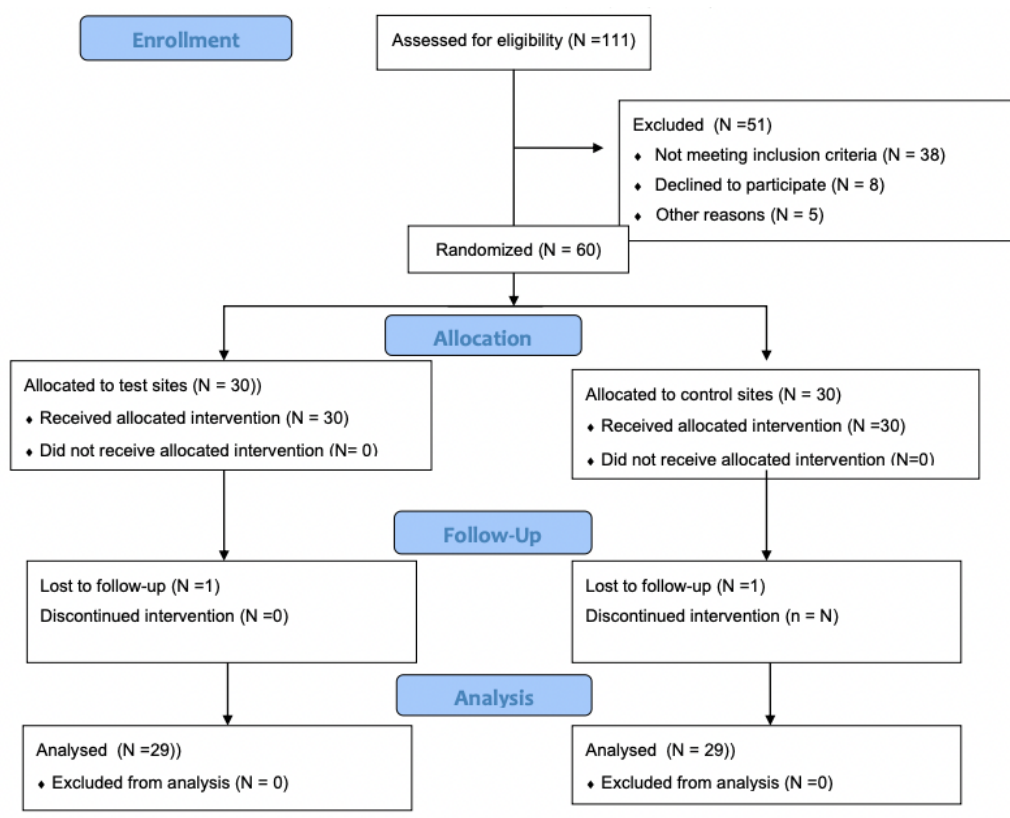 Enrollment
Assessed for eligibility (N =111)
Excluded (N =51)
⬧ Not meeting inclusion criteria (N = 38)
⬧ Declined to participate (N = 8)
⬧ Other reasons (N = 5)
Randomized (N = 60)
Allocation
Allocated to test sites (N = 30))
⬧ Received allocated intervention (N = 30)
⬧ Did not receive allocated intervention (N= 0)
Allocated to control sites (N = 30)
⬧ Received allocated intervention (N =30)
⬧ Did not receive allocated intervention (N=0)
Follow-Up
Lost to follow-up (N =1)
Discontinued intervention (N =0)
Lost to follow-up (N =1)
Discontinued intervention (n = N)
Analysis
Analysed (N =29))
⬧ Excluded from analysis (N = 0)
Analysed (N = 29))
⬧ Excluded from analysis (N =0)